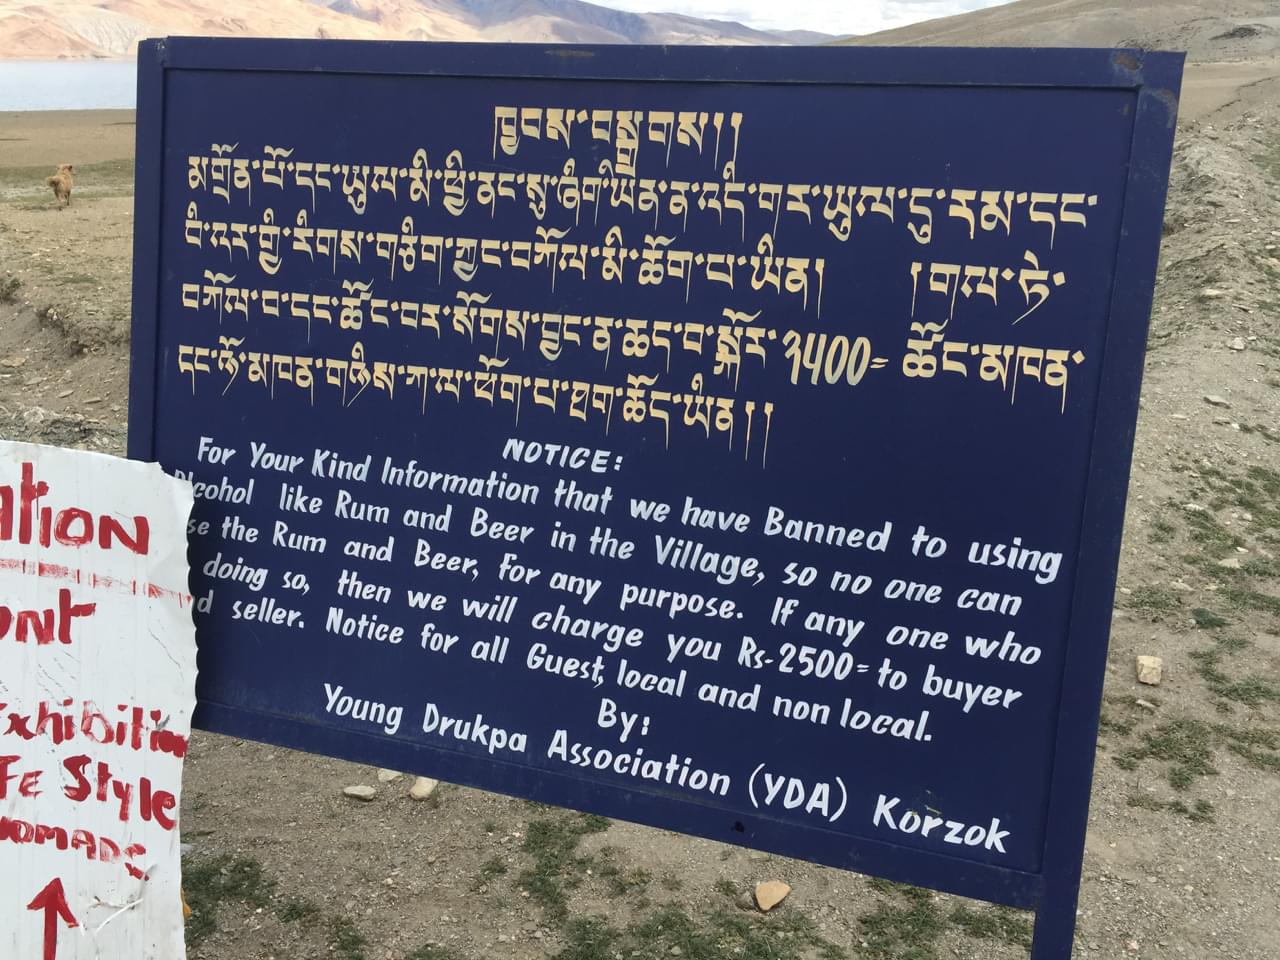 ཁྱབས་བསྒྲགས།།
མགྲོན་པོ་དང་ཡུལ་མི་ཕྱི་ནང་སུ་ཞིག་ཡིན་ན་འདི་གར་ཡུལ་དུ་རམ་དང་
བི་ཡར་གྱི་རིགས་གཅིག་ཀྱང་བཀོལ་མི་ཆོག་པ་ཡིན། །གལ་ཏེ་
བཀོལ་བ་དང་ཚོང་བར་སོགས་བྱང་ན་ཆད་བ་སྐོར་༢༥༠༠= ཚོང་མཁན་
དང་ཉོ་མཁན་གཉིས་ཀ་ལ་ཕོག་པ་ཐག་ཆོད་ཡིན།།
NOTICE:
For Your Kind Information that we have Banned to using
lcohol like Rum and Beer in the Village, so no one can
se the Rum and Beer, for any purpose. If any one who
doing so, then we will charge you Rs-2500= to buyer
d seller. Notice for all Guest, local and non local.
By:
Young Drukpa Association (YDA) Korzok
ation
ont
Exhibition
Fe Style
nomads